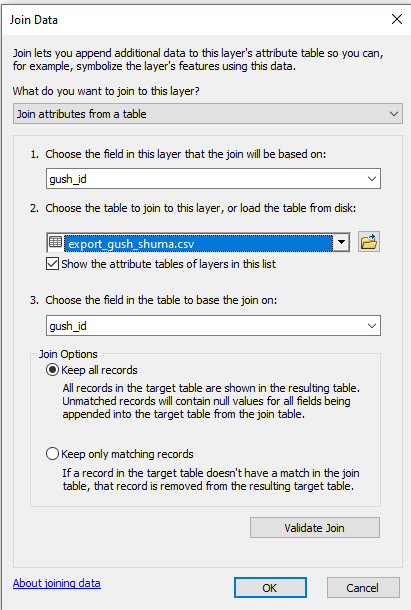 Join Data
Join lets you append additional data to this layer's attribute table so you can,
for example, symbolize the layer's features using this data.
What do you want to join to this layer?
Join attributes from a table
1. Choose the field in this layer that the join will be based on:
gush_id
2. Choose the table to join to this layer, or load the table from disk:
export_gush_shuma.csv
Show the attribute tables of layers in this list
3. Choose the field in the table to base the join on:
gush_id
Join Options
Keep all records
All records in the target table are shown in the resulting table.
Unmatched records will contain null values for all fields being
appended into the target table from the join table.
Keep only matching records
If a record in the target table doesn't have a match in the join
table, that record is removed from the resulting target table.
Validate Join
About joining data
OK
Cancel